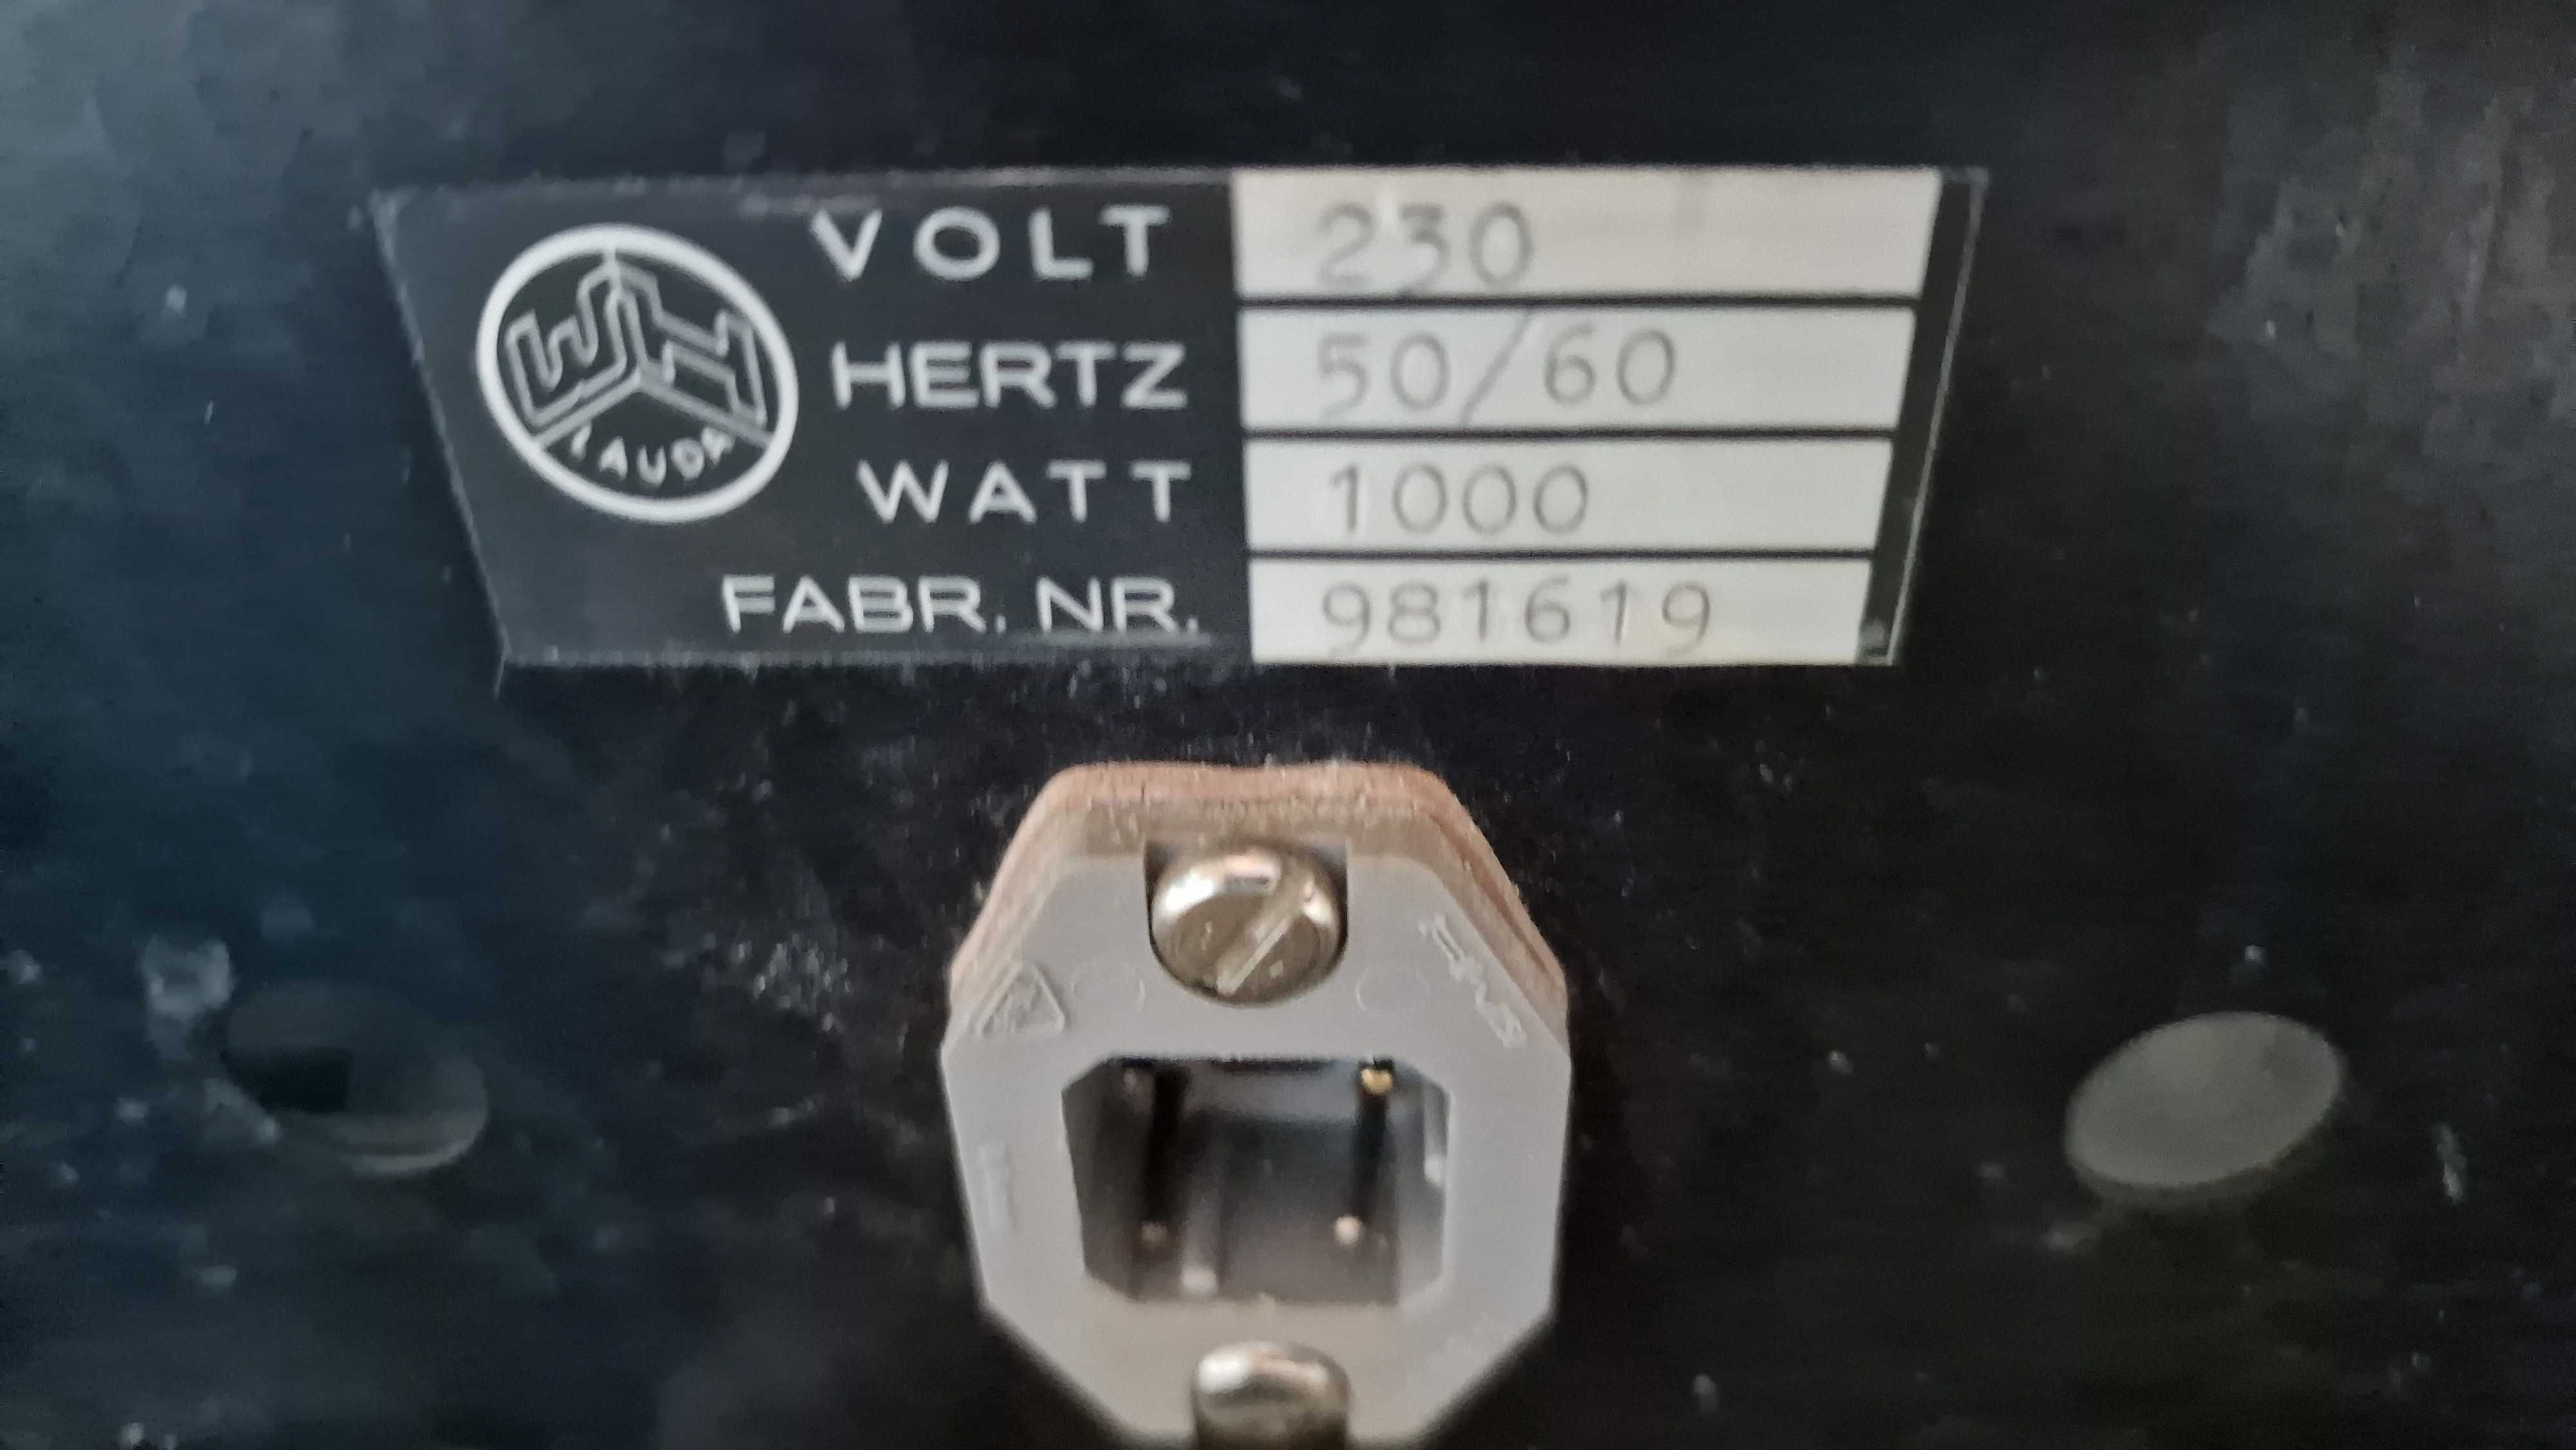 VOLT 230
HERTZ 50/60
WATT 1000
FABR. NR. 981619
LAUDA